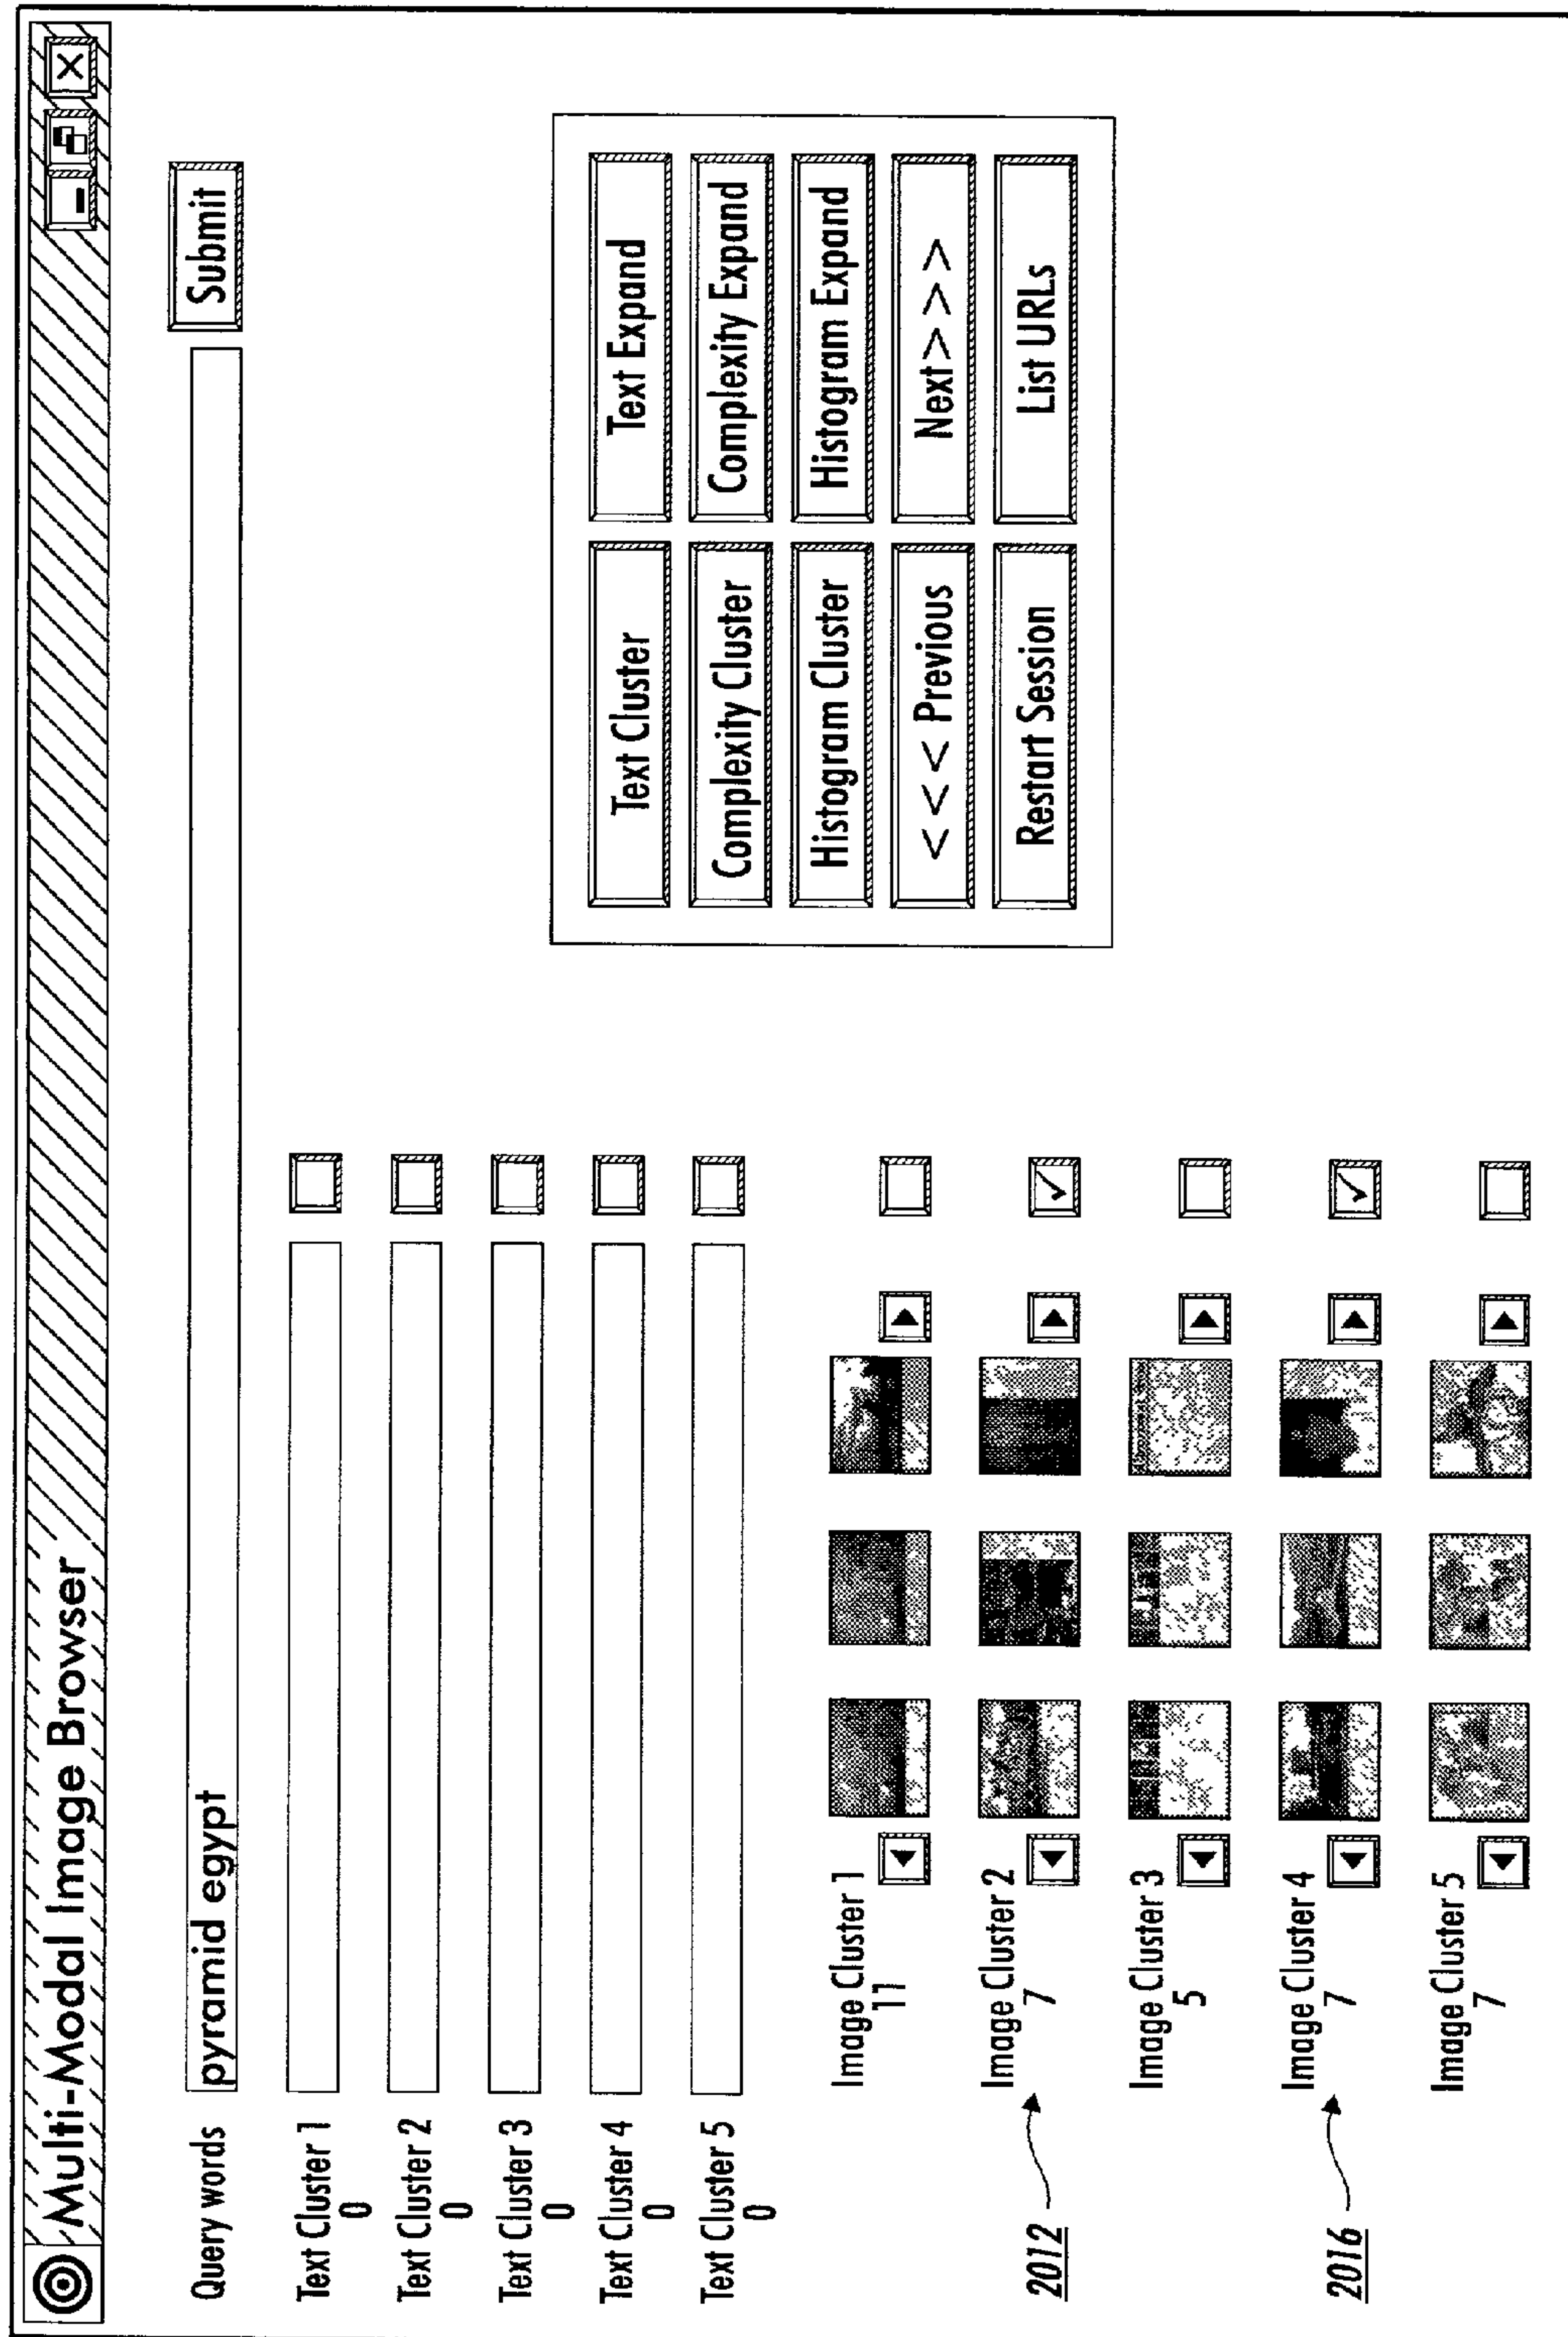 Multi-Modal Image Browser
Query words pyramid egypt Submit
Text Cluster 1
0
Text Cluster 2
0
Text Cluster 3
0
Text Cluster 4
0
Text Cluster 5
0
Text Cluster Text Expand
Complexity Cluster Complexity Expand
Histogram Cluster Histogram Expand
< < < Previous Next > > >
Restart Session List URLs
Image Cluster 1
11
Image Cluster 2
7
2012
Image Cluster 3
5
Image Cluster 4
7
2016
Image Cluster 5
7